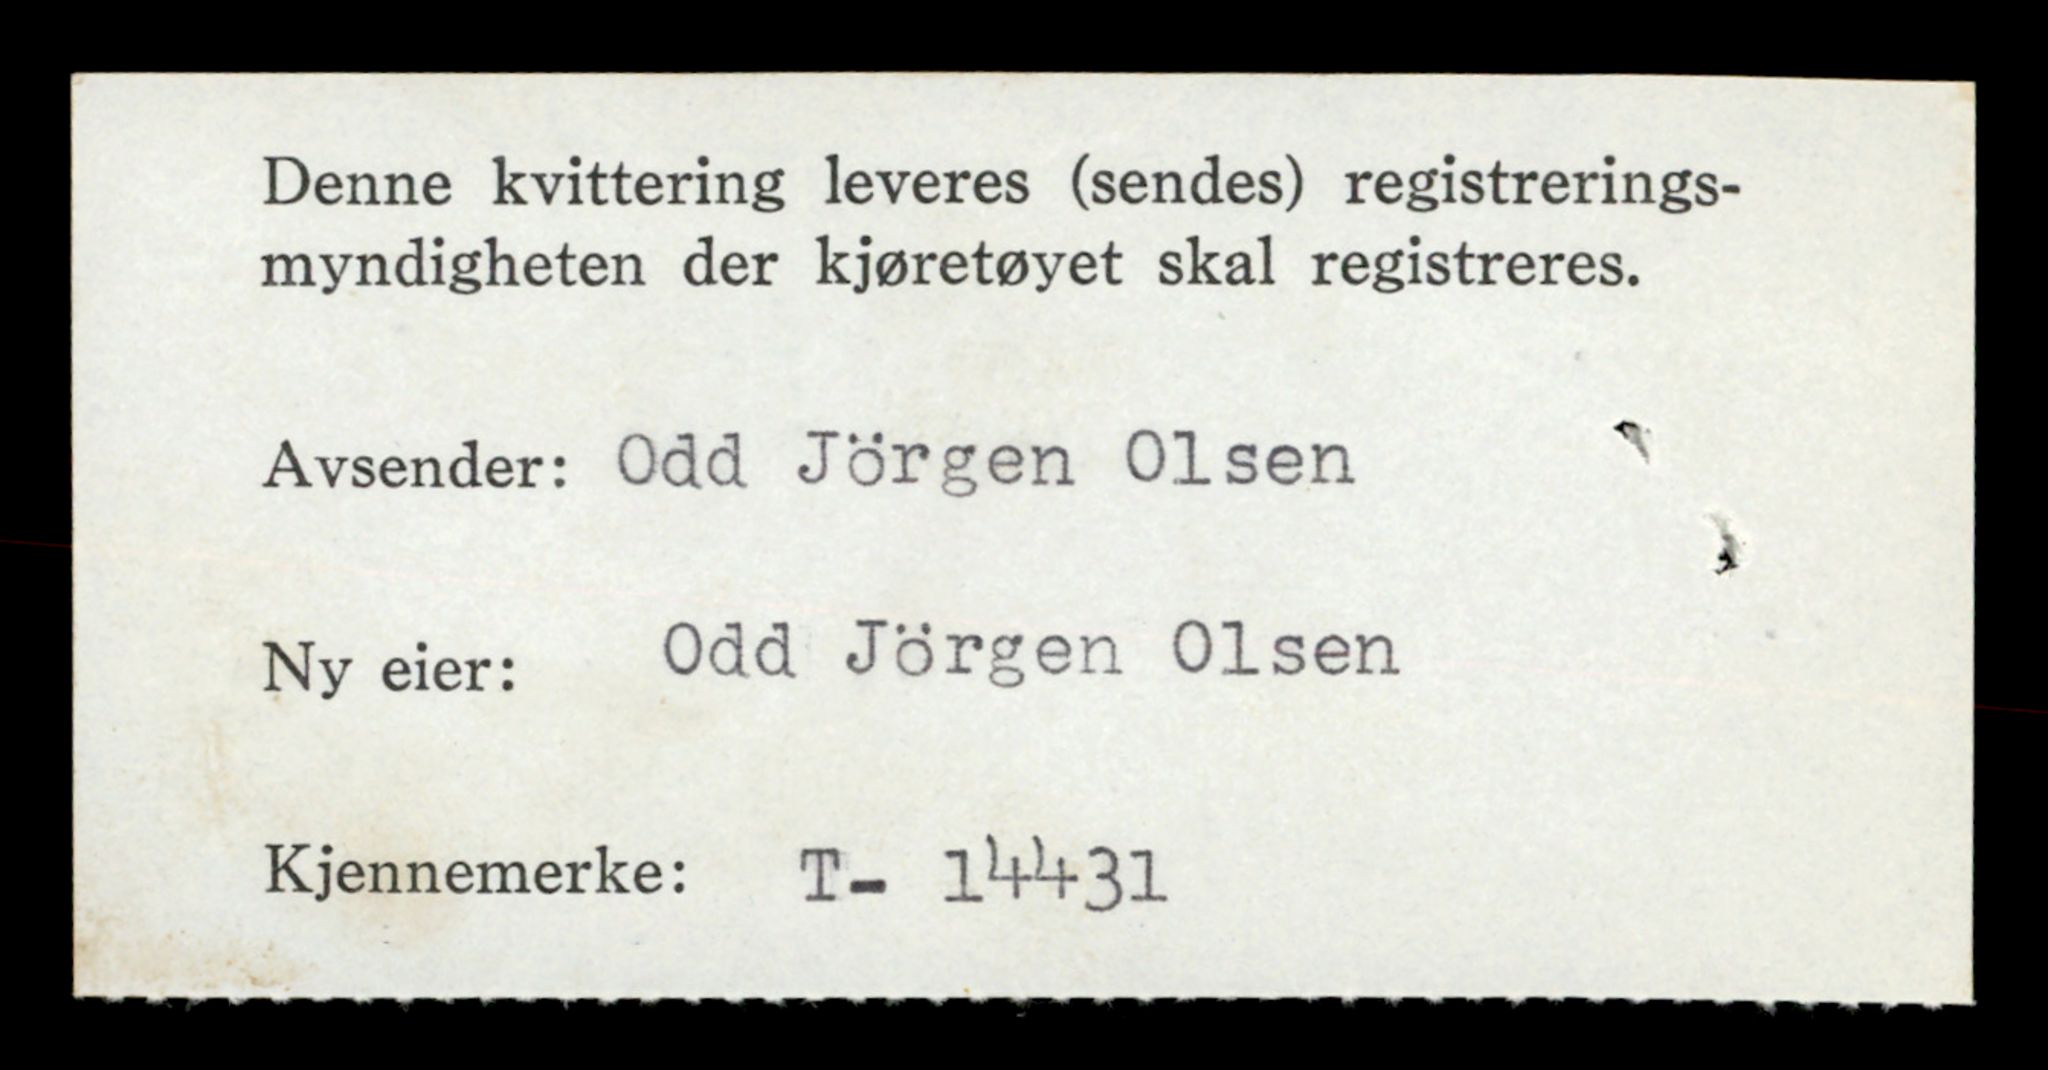 Denne kvittering leveres (sendes) registrerings-
myndigheten der kjøretøyet skal registreres.
Avsender: Odd Jörgen Olsen
Ny eier: Odd Jörgen Olsen
Kjennemerke: T- 14431